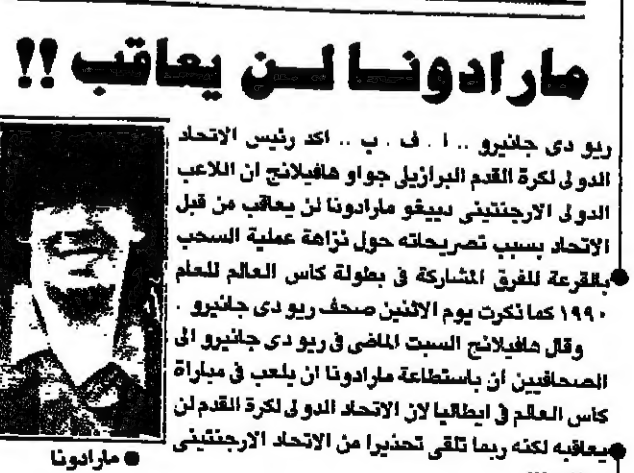 مارادونا لن يعاقب !!
ريو دى جانيرو .. ا . ف . ب .. اكد رئيس الاتحاد
الدولى لكرة القدم البرازيلى جواو هافيلانج ان اللاعب
الدولى الارجنتينى دييغو مارادونا لن يعاقب من قبل
الاتحاد بسبب تصريحاته حول نزاهة عملية السحب
بالقرعة للفرق المشاركة فى بطولة كاس العالم للعام
١٩٩٠ كما ذكرت يوم الاثنين صحف ريو دى جانيرو .
وقال هافيلانج السبت الماضى فى ريو دى جانيرو الى
الصحافيين ان باستطاعة مارادونا ان يلعب فى مباراة
كاس العالم فى ايطاليا لان الاتحاد الدولى لكرة القدم لن
يعاقبه لكنه ربما تلقى تحذيرا من الاتحاد الارجنتينى
● مارادونا